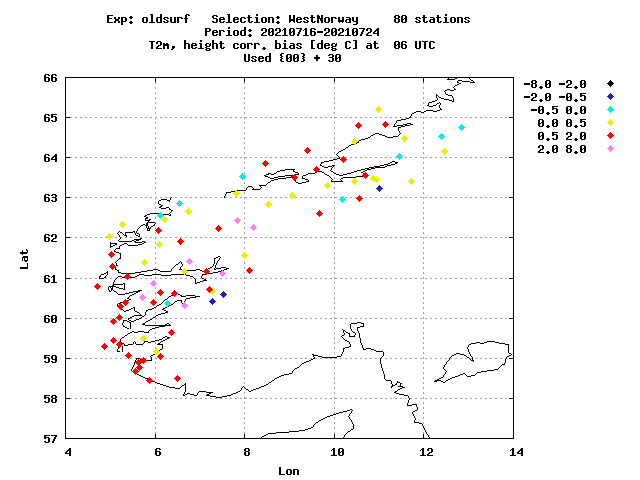 Exp: oldsurf Selection: WestNorway 80 stations
Period: 20210716-20210724
T2m, height corr. bias [deg C] at 06 UTC
Used {00} + 30
66
65
64
63
62
61
60
59
58
57
Lat
4 6 8 10 12 14
Lon
-8.0 -2.0
-2.0 -0.5
-0.5 0.0
0.0 0.5
0.5 2.0
2.0 8.0